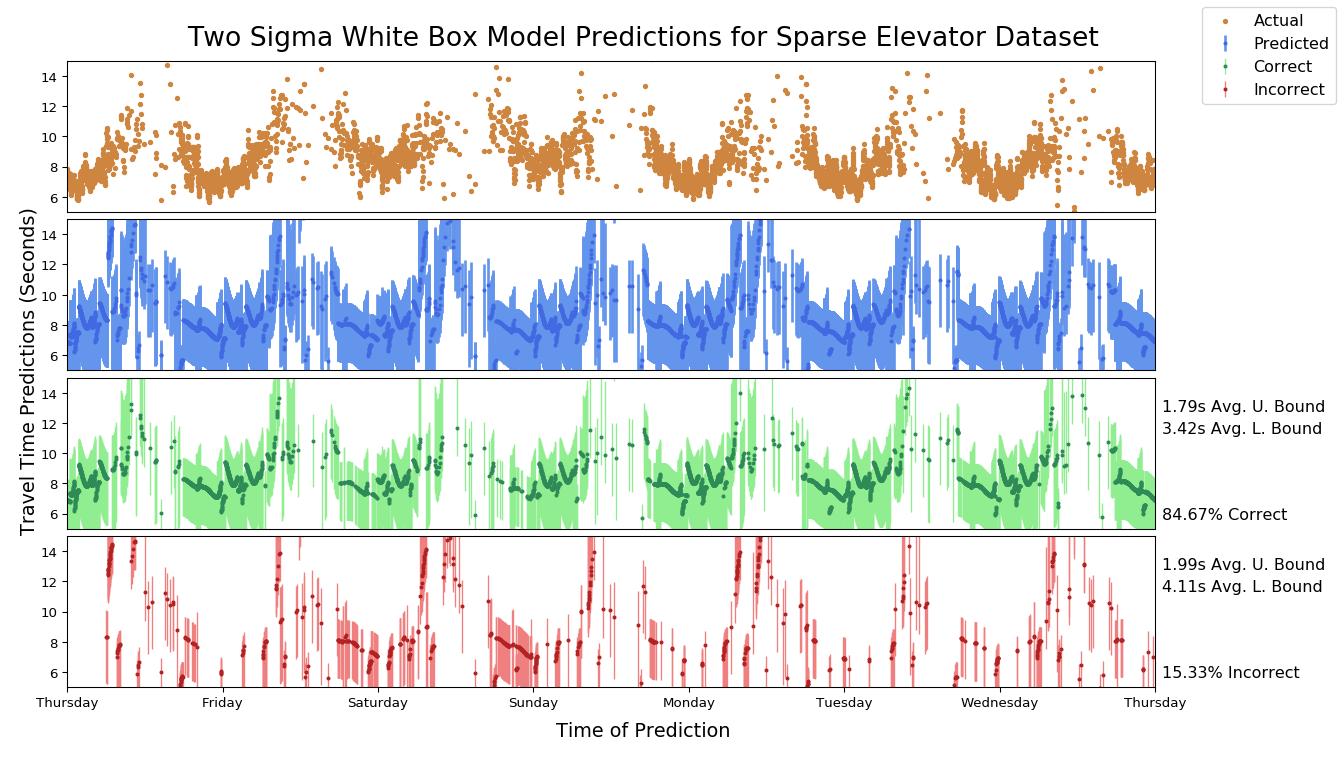 Two Sigma White Box Model Predictions for Sparse Elevator Dataset
Actual
Predicted
Correct
Incorrect
Travel Time Predictions (Seconds)
14
12
10
8
6
14
12
10
8
6
14
12
10
8
6
1.79s Avg. U. Bound
3.42s Avg. L. Bound
84.67% Correct
14
12
10
8
6
1.99s Avg. U. Bound
4.11s Avg. L. Bound
15.33% Incorrect
Thursday Friday Saturday Sunday Monday Tuesday Wednesday Thursday
Time of Prediction